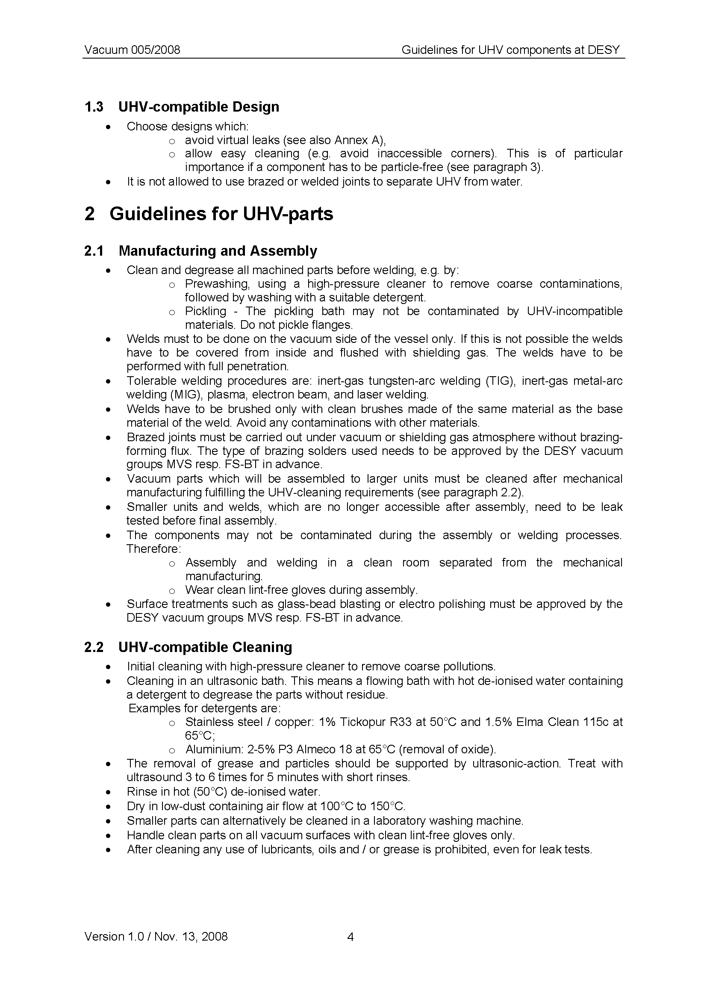 Vacuum 005/2008 Guidelines for UHV components at DESY
1.3 UHV-compatible Design
• Choose designs which:
o avoid virtual leaks (see also Annex A),
o allow easy cleaning (e.g. avoid inaccessible corners). This is of particular
importance if a component has to be particle-free (see paragraph 3).
• It is not allowed to use brazed or welded joints to separate UHV from water.
2 Guidelines for UHV-parts
2.1 Manufacturing and Assembly
• Clean and degrease all machined parts before welding, e.g. by:
o Prewashing, using a high-pressure cleaner to remove coarse contaminations,
followed by washing with a suitable detergent.
o Pickling - The pickling bath may not be contaminated by UHV-incompatible
materials. Do not pickle flanges.
• Welds must to be done on the vacuum side of the vessel only. If this is not possible the welds
have to be covered from inside and flushed with shielding gas. The welds have to be
performed with full penetration.
• Tolerable welding procedures are: inert-gas tungsten-arc welding (TIG), inert-gas metal-arc
welding (MIG), plasma, electron beam, and laser welding.
• Welds have to be brushed only with clean brushes made of the same material as the base
material of the weld. Avoid any contaminations with other materials.
• Brazed joints must be carried out under vacuum or shielding gas atmosphere without brazing-
forming flux. The type of brazing solders used needs to be approved by the DESY vacuum
groups MVS resp. FS-BT in advance.
• Vacuum parts which will be assembled to larger units must be cleaned after mechanical
manufacturing fulfilling the UHV-cleaning requirements (see paragraph 2.2).
• Smaller units and welds, which are no longer accessible after assembly, need to be leak
tested before final assembly.
• The components may not be contaminated during the assembly or welding processes.
Therefore:
o Assembly and welding in a clean room separated from the mechanical
manufacturing.
o Wear clean lint-free gloves during assembly.
• Surface treatments such as glass-bead blasting or electro polishing must be approved by the
DESY vacuum groups MVS resp. FS-BT in advance.
2.2 UHV-compatible Cleaning
• Initial cleaning with high-pressure cleaner to remove coarse pollutions.
• Cleaning in an ultrasonic bath. This means a flowing bath with hot de-ionised water containing
a detergent to degrease the parts without residue.
Examples for detergents are:
o Stainless steel / copper: 1% Tickopur R33 at 50°C and 1.5% Elma Clean 115c at
65°C;
o Aluminium: 2-5% P3 Almeco 18 at 65°C (removal of oxide).
• The removal of grease and particles should be supported by ultrasonic-action. Treat with
ultrasound 3 to 6 times for 5 minutes with short rinses.
• Rinse in hot (50°C) de-ionised water.
• Dry in low-dust containing air flow at 100°C to 150°C.
• Smaller parts can alternatively be cleaned in a laboratory washing machine.
• Handle clean parts on all vacuum surfaces with clean lint-free gloves only.
• After cleaning any use of lubricants, oils and / or grease is prohibited, even for leak tests.
Version 1.0 / Nov. 13, 2008 4